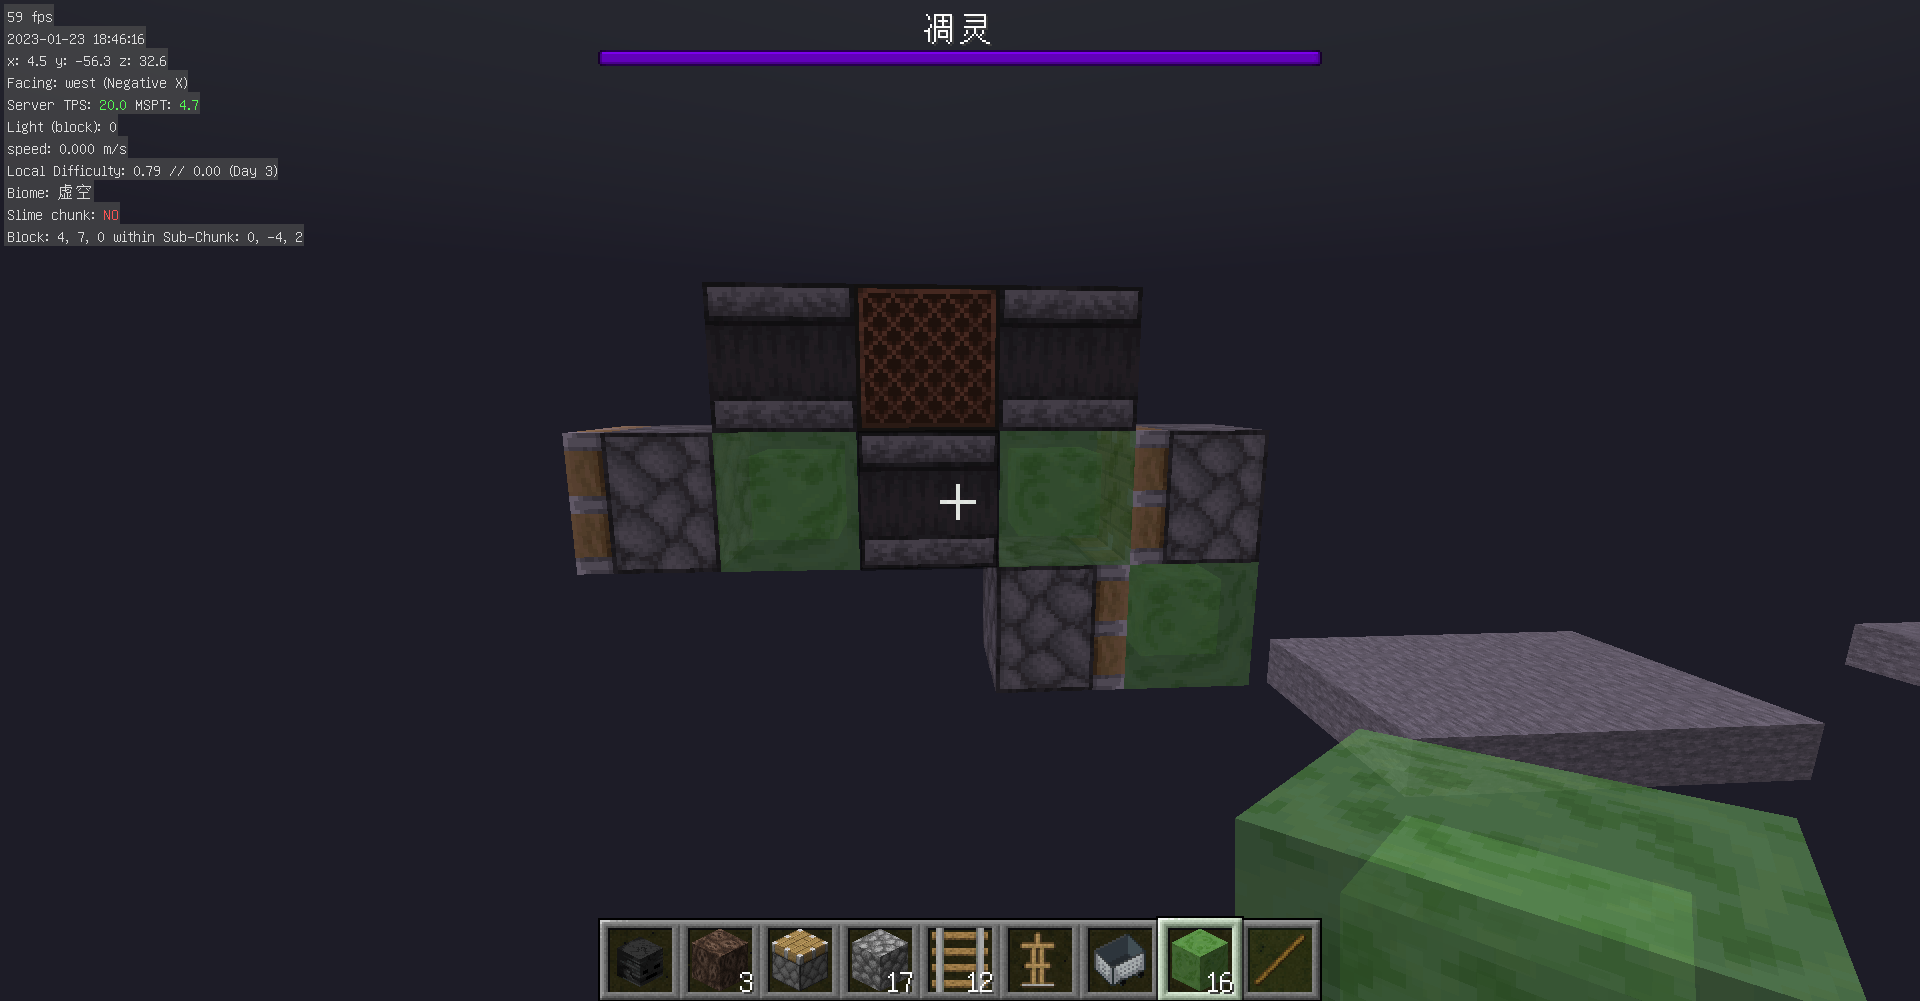 凋灵
59 fps
2023-01-23 18:46:16
x: 4.5 y: -56.3 z: 32.6
Facing: west (Negative X)
Server TPS: 20.0 MSPT: 4.7
Light (block): 0
speed: 0.000 m/s
Local Difficulty: 0.79 // 0.00 (Day 3)
Biome: 虚空
Slime chunk: NO
Block: 4, 7, 0 within Sub-Chunk: 0, -4, 2
3 17 12 16